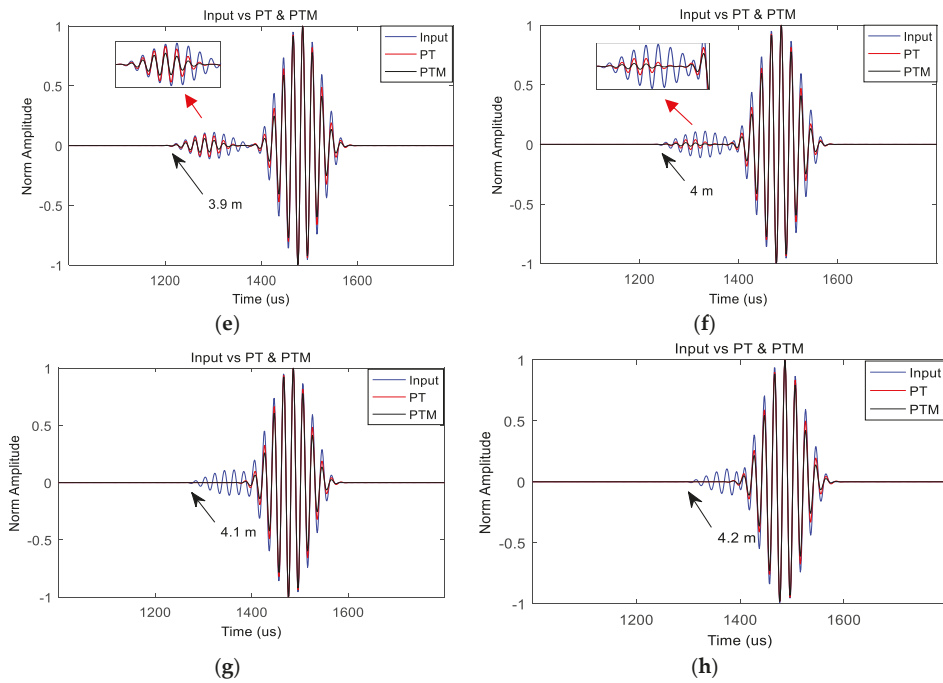 Input vs PT & PTM
Norm Amplitude
1
0.5
0
-0.5
-1
Input
PT
PTM
3.9 m
1200
1400
1600
Time (us)
(e)
Input vs PT & PTM
Norm Amplitude
1
0.5
0
-0.5
-1
Input
PT
PTM
4 m
1200
1400
1600
Time (us)
(f)
Input vs PT & PTM
Norm Amplitude
1
0.5
0
-0.5
-1
Input
PT
PTM
4.1 m
1200
1400
1600
Time (us)
(g)
Input vs PT & PTM
Norm Amplitude
1
0.5
0
-0.5
-1
Input
PT
PTM
4.2 m
1200
1400
1600
Time (us)
(h)